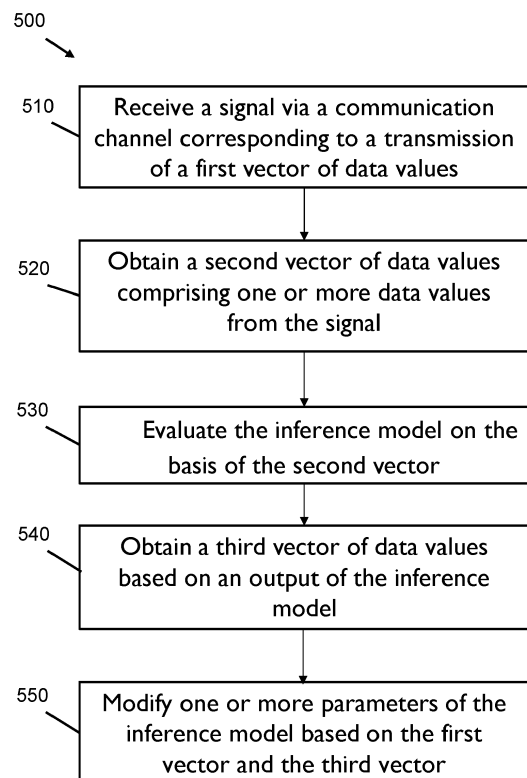 500
510
Receive a signal via a communication
channel corresponding to a transmission
of a first vector of data values
520
Obtain a second vector of data values
comprising one or more data values
from the signal
530
Evaluate the inference model on the
basis of the second vector
540
Obtain a third vector of data values
based on an output of the inference
model
550
Modify one or more parameters of the
inference model based on the first
vector and the third vector